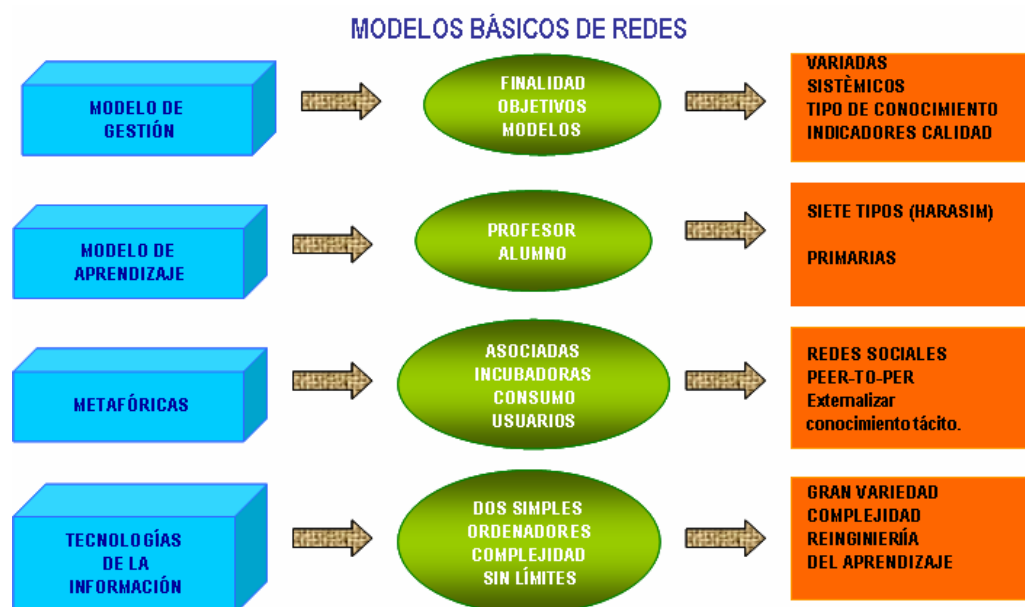 MODELOS BÁSICOS DE REDES
MODELO DE
GESTIÓN
FINALIDAD
OBJETIVOS
MODELOS
VARIADAS
SISTÈMICOS
TIPO DE CONOCIMIENTO
INDICADORES CALIDAD
MODELO DE
APRENDIZAJE
PROFESOR
ALUMNO
SIETE TIPOS (HARASIM)
PRIMARIAS
METAFÓRICAS
ASOCIADAS
INCUBADORAS
CONSUMO
USUARIOS
REDES SOCIALES
PEER-TO-PER
Externalizar
conocimiento tácito.
TECNOLOGÍAS
DE LA
INFORMACIÓN
DOS SIMPLES
ORDENADORES
COMPLEJIDAD
SIN LÍMITES
GRAN VARIEDAD
COMPLEJIDAD
REINGINIERIÍA
DEL APRENDIZAJE